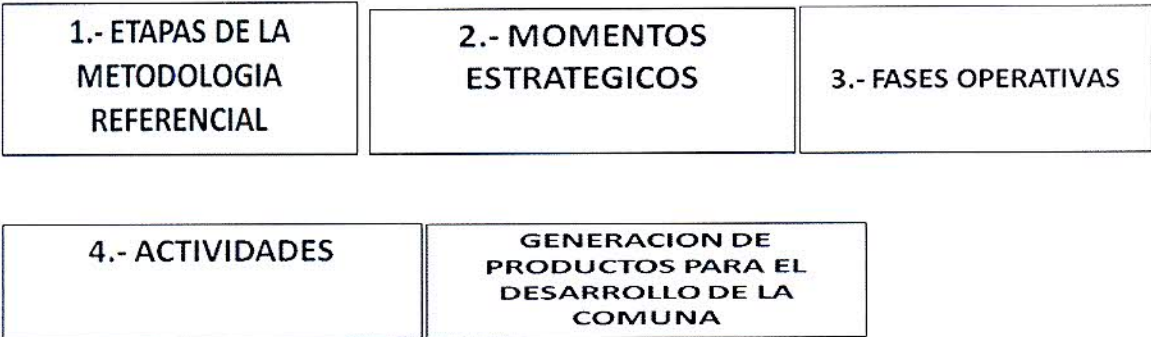 1.- ETAPAS DE LA
METODOLOGIA
REFERENCIAL
2.- MOMENTOS
ESTRATEGICOS
3.- FASES OPERATIVAS
4.- ACTIVIDADES
GENERACION DE
PRODUCTOS PARA EL
DESARROLLO DE LA
COMUNA